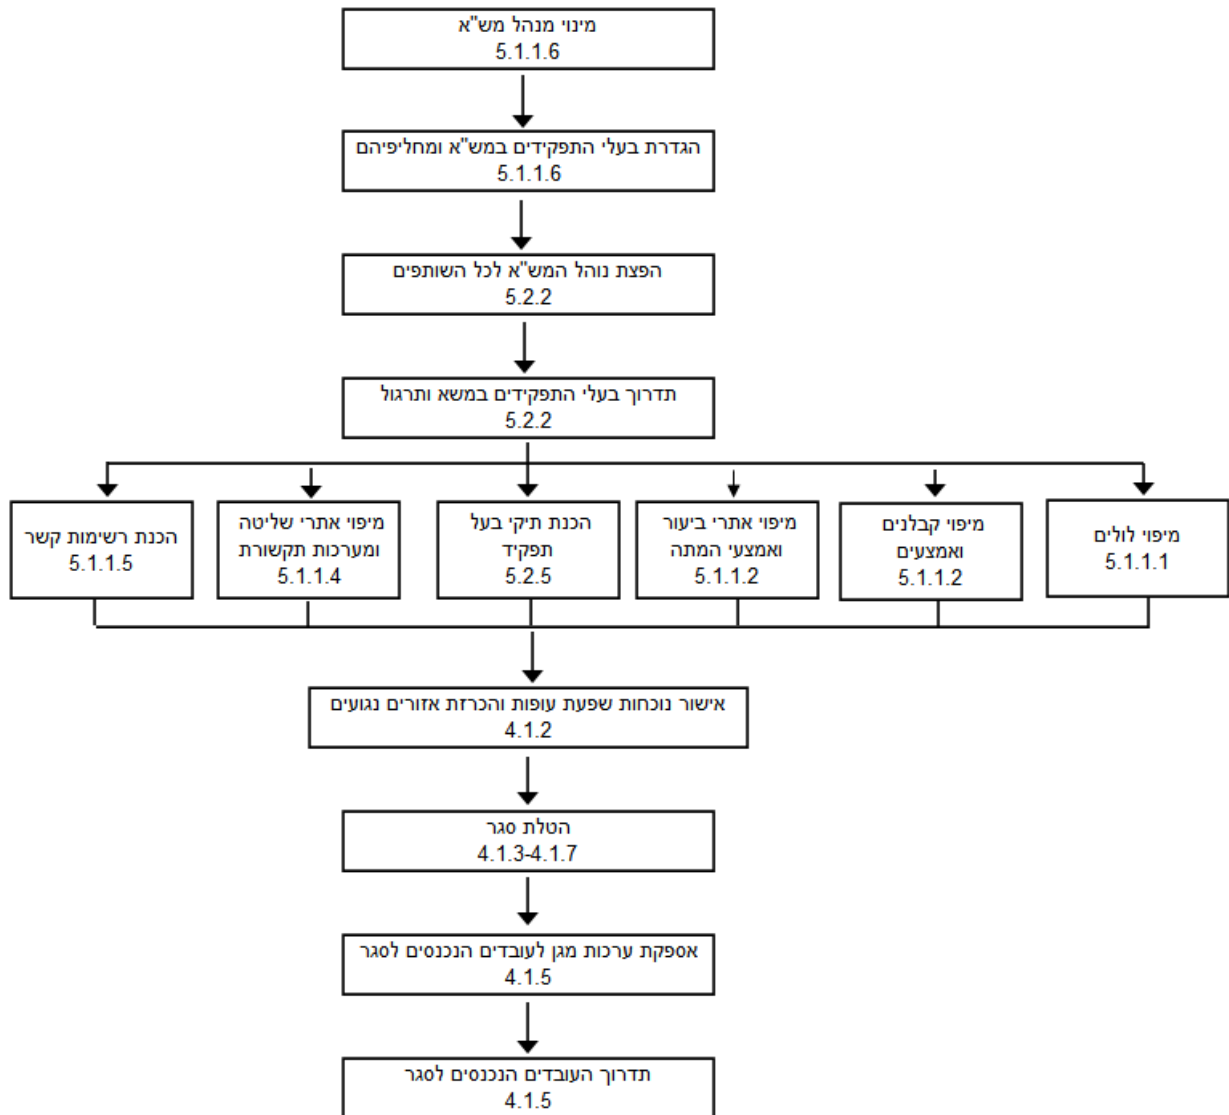 מינוי מנהל מש"א
5.1.1.6
הגדרת בעלי התפקידים במש"א ומחליפיהם
5.1.1.6
הפצת נוהל המש"א לכל השותפים
5.2.2
תדרוך בעלי התפקידים במשא ותרגול
5.2.2
מיפוי לולים
5.1.1.1
מיפוי קבלנים
ואמצעים
5.1.1.2
מיפוי אתרי ביעור
ואמצעי המתה
5.1.1.2
הכנת תיקי בעל
תפקיד
5.2.5
מיפוי אתרי שליטה
ומערכות תקשורת
5.1.1.4
הכנת רשימות קשר
5.1.1.5
אישור נוכחות שפעת עופות והכרזת אזורים נגועים
4.1.2
הטלת סגר
4.1.3-4.1.7
אספקת ערכות מגן לעובדים הנכנסים לסגר
4.1.5
תדרוך העובדים הנכנסים לסגר
4.1.5